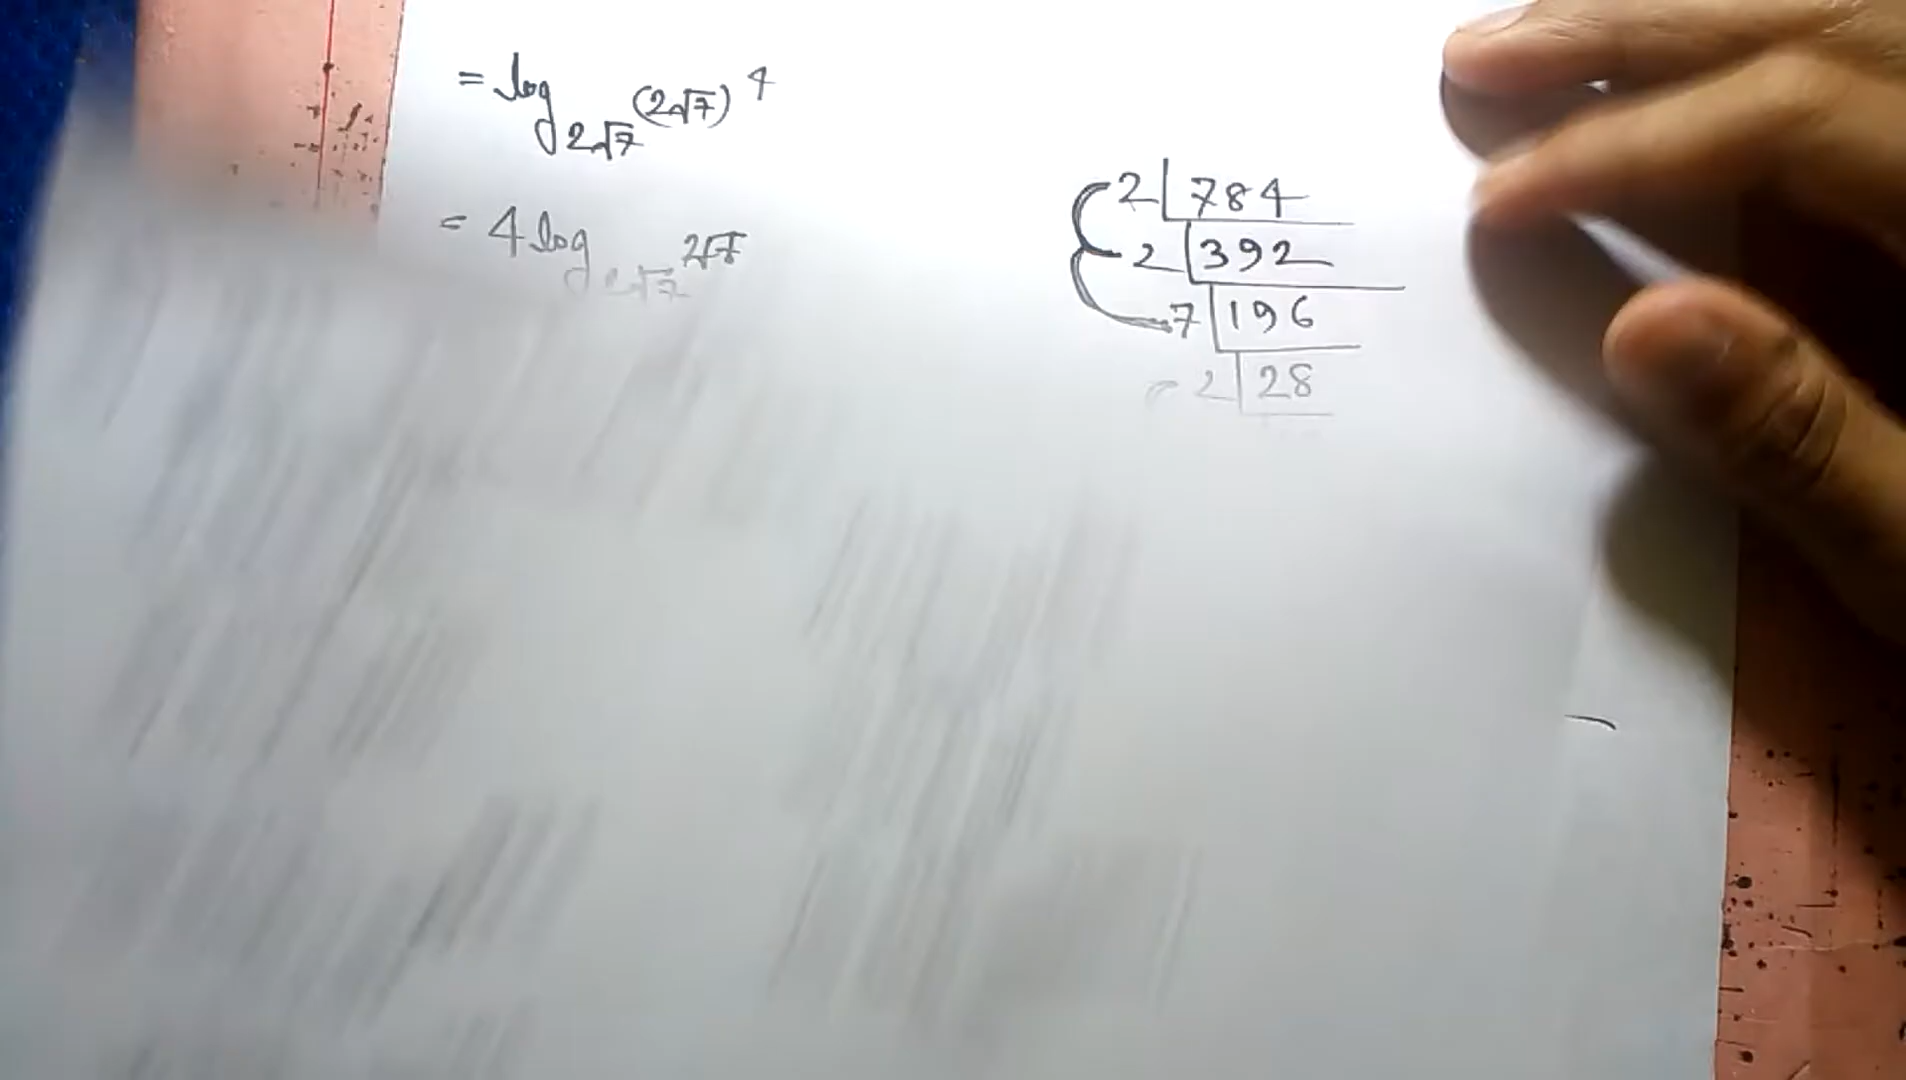 = log_{2√7} (2√7)^4
= 4 log_{2√7} 2√7
2 | 784
2 | 392
7 | 196
2 | 28